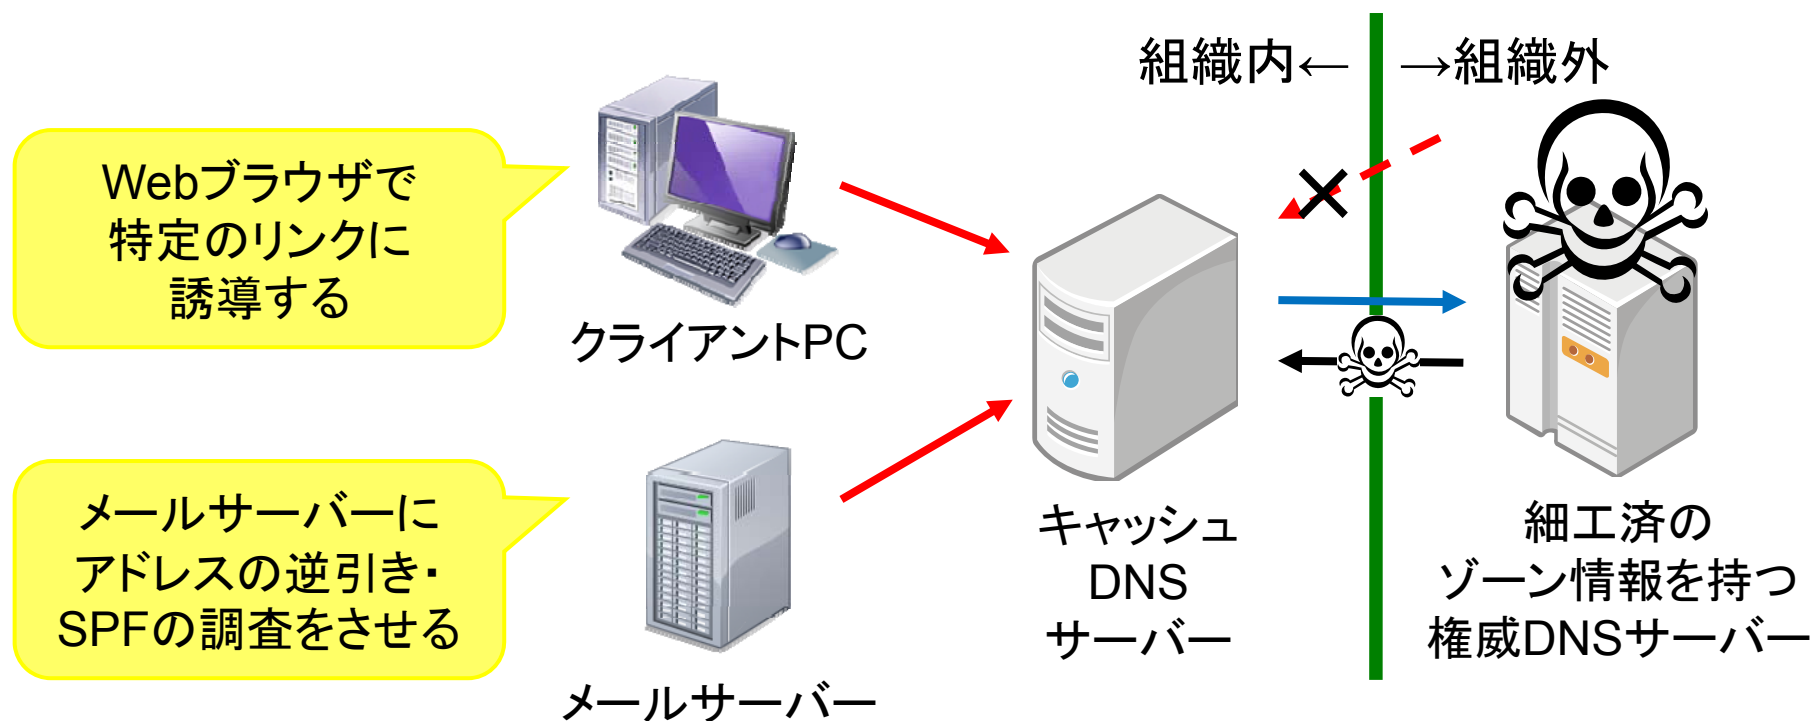 組織内←
→組織外
Webブラウザで
特定のリンクに
誘導する
クライアントPC
メールサーバーに
アドレスの逆引き・
SPFの調査をさせる
メールサーバー
キャッシュ
DNS
サーバー
細工済の
ゾーン情報を持つ
権威DNSサーバー